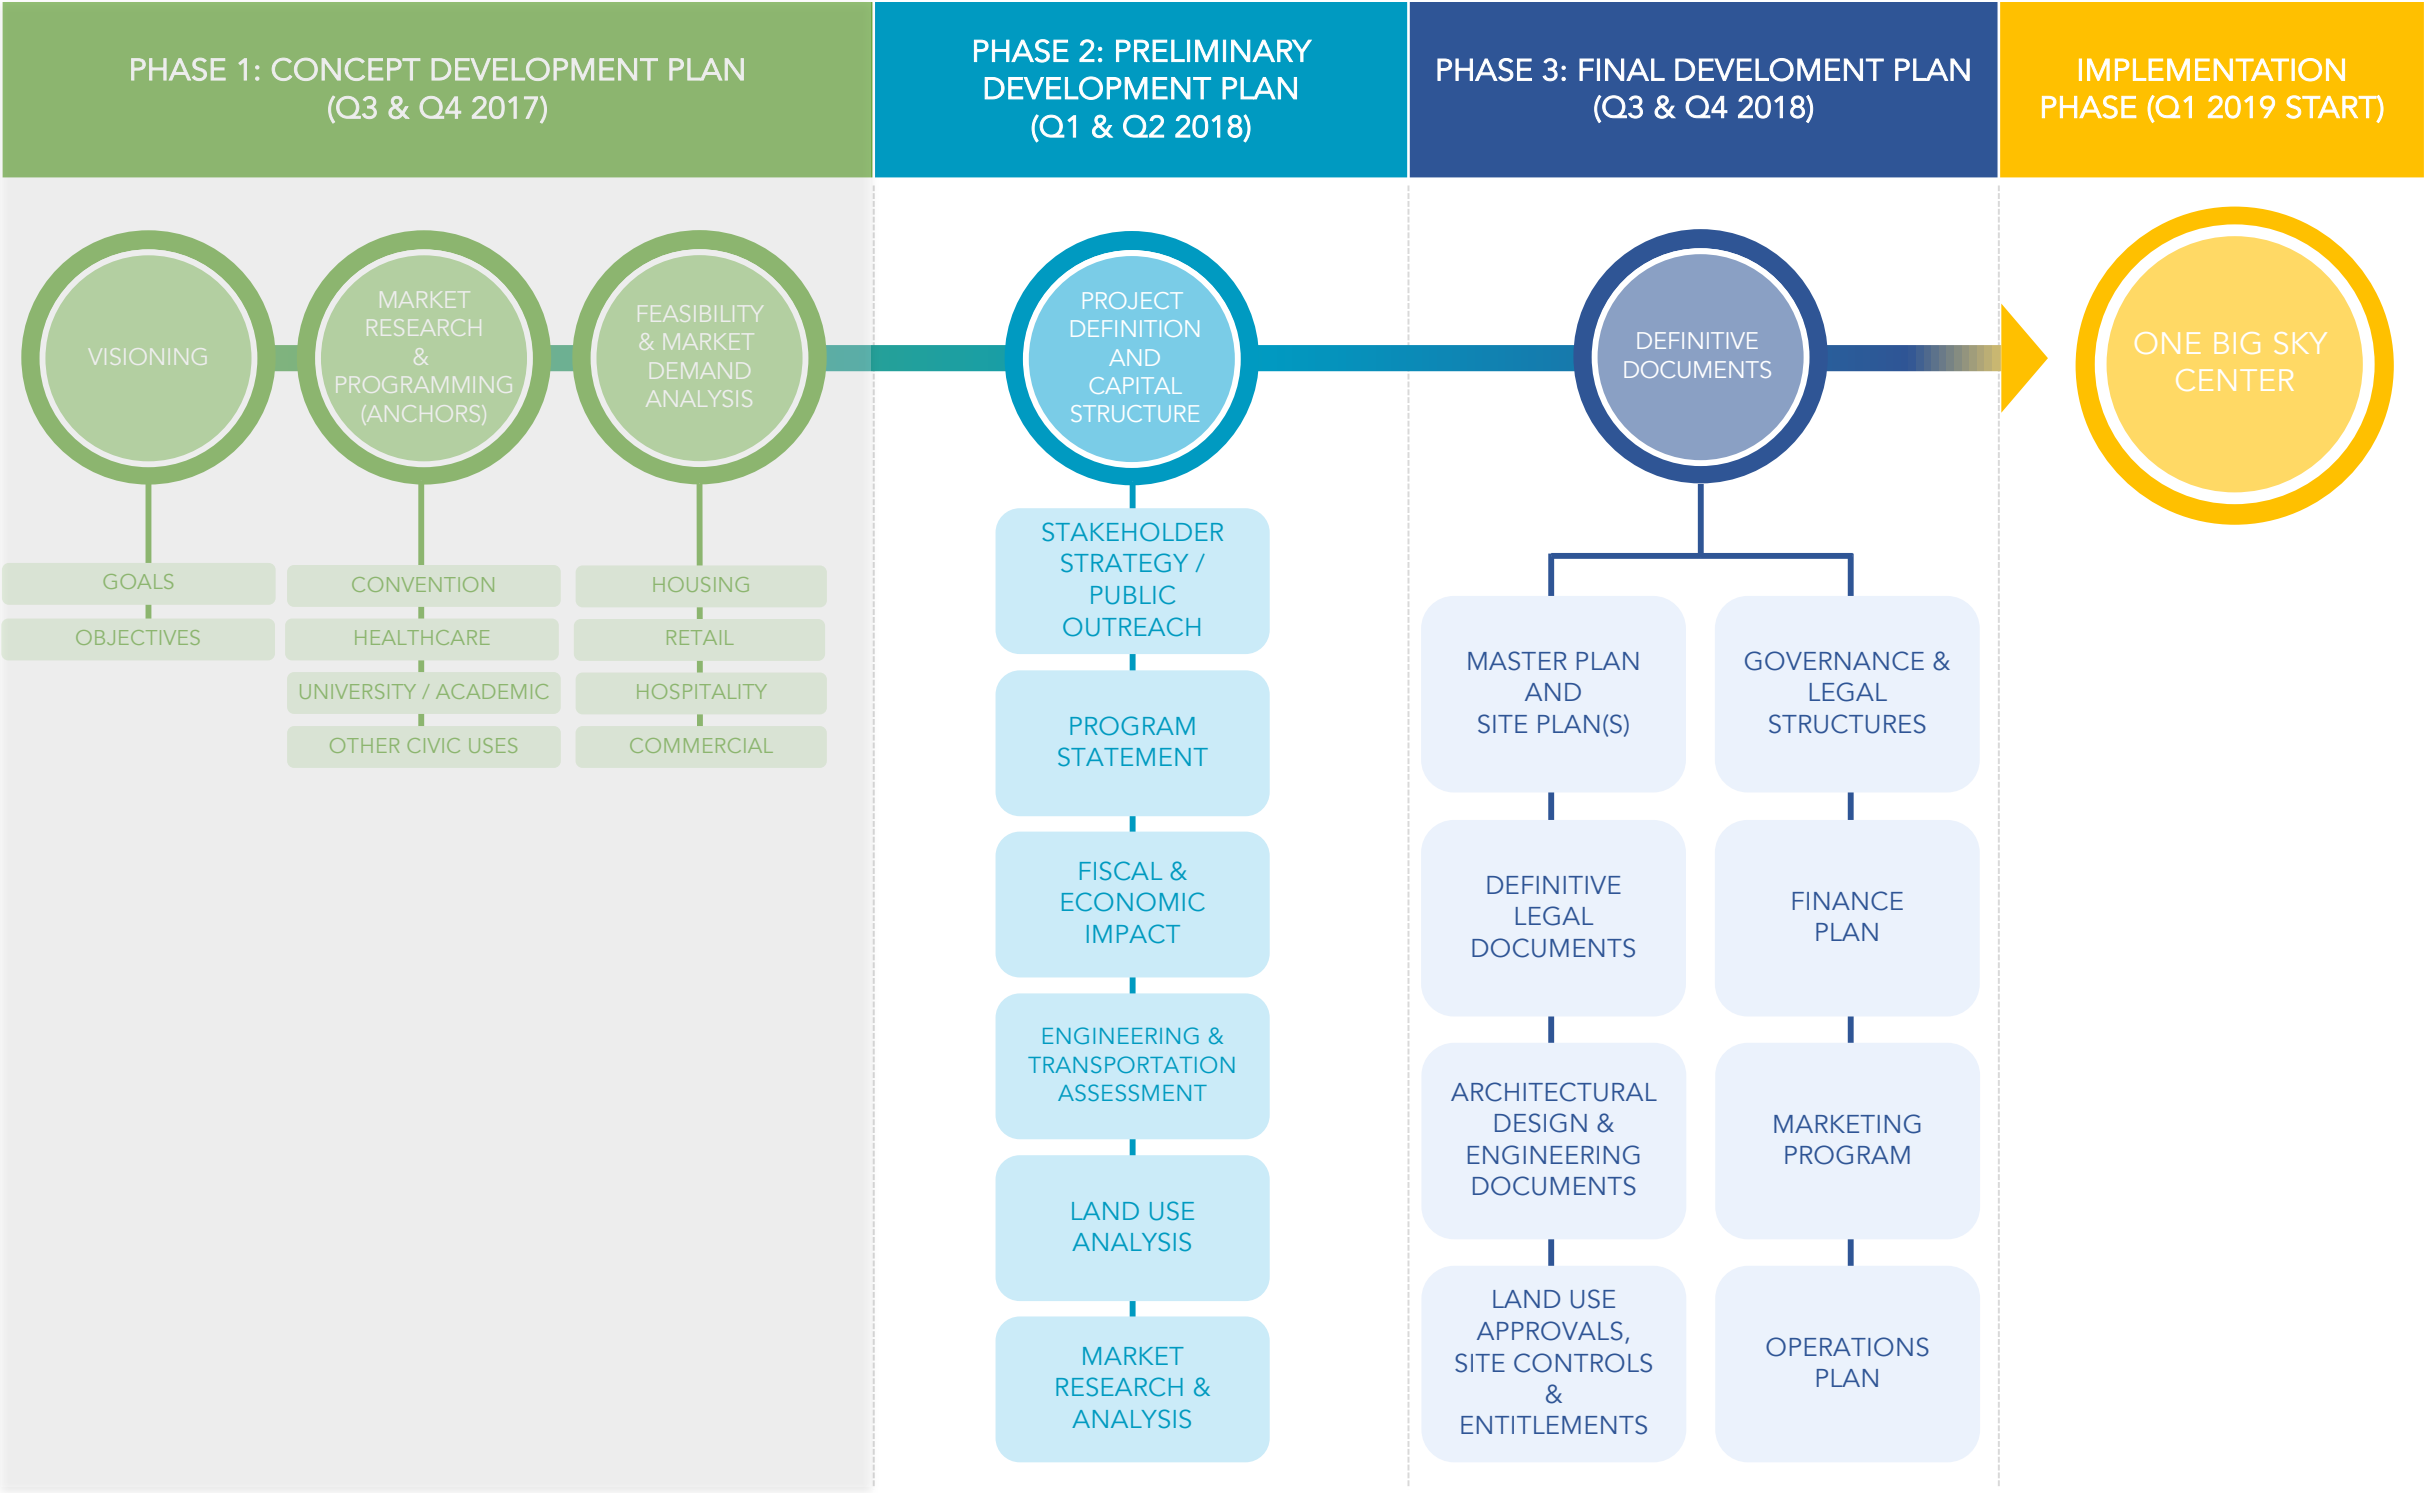 PHASE 1: CONCEPT DEVELOPMENT PLAN
(Q3 & Q4 2017)
PHASE 2: PRELIMINARY
DEVELOPMENT PLAN
(Q1 & Q2 2018)
PHASE 3: FINAL DEVELOMENT PLAN
(Q3 & Q4 2018)
IMPLEMENTATION
PHASE (Q1 2019 START)
VISIONING
MARKET
RESEARCH
&
PROGRAMMING
(ANCHORS)
FEASIBILITY
& MARKET
DEMAND
ANALYSIS
PROJECT
DEFINITION
AND
CAPITAL
STRUCTURE
DEFINITIVE
DOCUMENTS
ONE BIG SKY
CENTER
GOALS
OBJECTIVES
CONVENTION
HEALTHCARE
UNIVERSITY / ACADEMIC
OTHER CIVIC USES
HOUSING
RETAIL
HOSPITALITY
COMMERCIAL
STAKEHOLDER
STRATEGY /
PUBLIC
OUTREACH
PROGRAM
STATEMENT
FISCAL &
ECONOMIC
IMPACT
ENGINEERING &
TRANSPORTATION
ASSESSMENT
LAND USE
ANALYSIS
MARKET
RESEARCH &
ANALYSIS
MASTER PLAN
AND
SITE PLAN(S)
DEFINITIVE
LEGAL
DOCUMENTS
ARCHITECTURAL
DESIGN &
ENGINEERING
DOCUMENTS
LAND USE
APPROVALS,
SITE CONTROLS
&
ENTITLEMENTS
GOVERNANCE &
LEGAL
STRUCTURES
FINANCE
PLAN
MARKETING
PROGRAM
OPERATIONS
PLAN